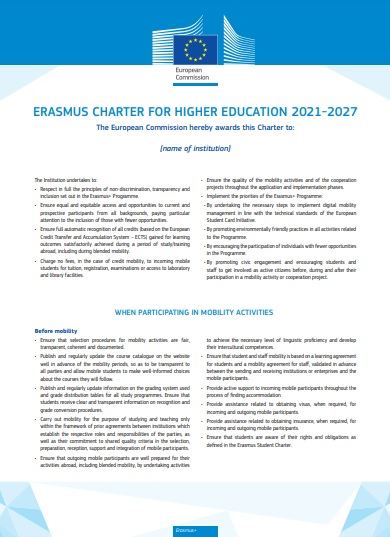 European
Commission
ERASMUS CHARTER FOR HIGHER EDUCATION 2021-2027
The European Commission hereby awards this Charter to:
[name of institution]
The Institution undertakes to:
• Respect in full the principles of non-discrimination, transparency and
inclusion set out in the Erasmus+ Programme.
• Ensure equal and equitable access and opportunities to current and
prospective participants from all backgrounds, paying particular
attention to the inclusion of those with fewer opportunities.
• Ensure full automatic recognition of all credits (based on the European
Credit Transfer and Accumulation System – ECTS) gained for learning
outcomes satisfactorily achieved during a period of study/training
abroad, including during blended mobility.
• Charge no fees, in the case of credit mobility, to incoming mobile
students for tuition, registration, examinations or access to laboratory
and library facilities.
• Ensure the quality of the mobility activities and of the cooperation
projects throughout the application and implementation phases.
• Implement the priorities of the Erasmus+ Programme:
- By undertaking the necessary steps to implement digital mobility
management in line with the technical standards of the European
Student Card Initiative.
- By promoting environmentally friendly practices in all activities related
to the Programme.
- By encouraging the participation of individuals with fewer opportunities
in the Programme.
- By promoting civic engagement and encouraging students and
staff to get involved as active citizens before, during and after their
participation in a mobility activity or cooperation project.
WHEN PARTICIPATING IN MOBILITY ACTIVITIES
Before mobility
• Ensure that selection procedures for mobility activities are fair,
transparent, coherent and documented.
• Publish and regularly update the course catalogue on the website
well in advance of the mobility periods, so as to be transparent to
all parties and allow mobile students to make well-informed choices
about the courses they will follow.
• Publish and regularly update information on the grading system used
and grade distribution tables for all study programmes. Ensure that
students receive clear and transparent information on recognition and
grade conversion procedures.
• Carry out mobility for the purpose of studying and teaching only
within the framework of prior agreements between institutions which
establish the respective roles and responsibilities of the parties, as
well as their commitment to shared quality criteria in the selection,
preparation, reception, support and integration of mobile participants.
• Ensure that outgoing mobile participants are well prepared for their
activities abroad, including blended mobility, by undertaking activities
to achieve the necessary level of linguistic proficiency and develop
their intercultural competences.
• Ensure that student and staff mobility is based on a learning agreement
for students and a mobility agreement for staff, validated in advance
between the sending and receiving institutions or enterprises and the
mobile participants.
• Provide active support to incoming mobile participants throughout the
process of finding accommodation.
• Provide assistance related to obtaining visas, when required, for
incoming and outgoing mobile participants.
• Provide assistance related to obtaining insurance, when required, for
incoming and outgoing mobile participants.
• Ensure that students are aware of their rights and obligations as
defined in the Erasmus Student Charter.
Erasmus+